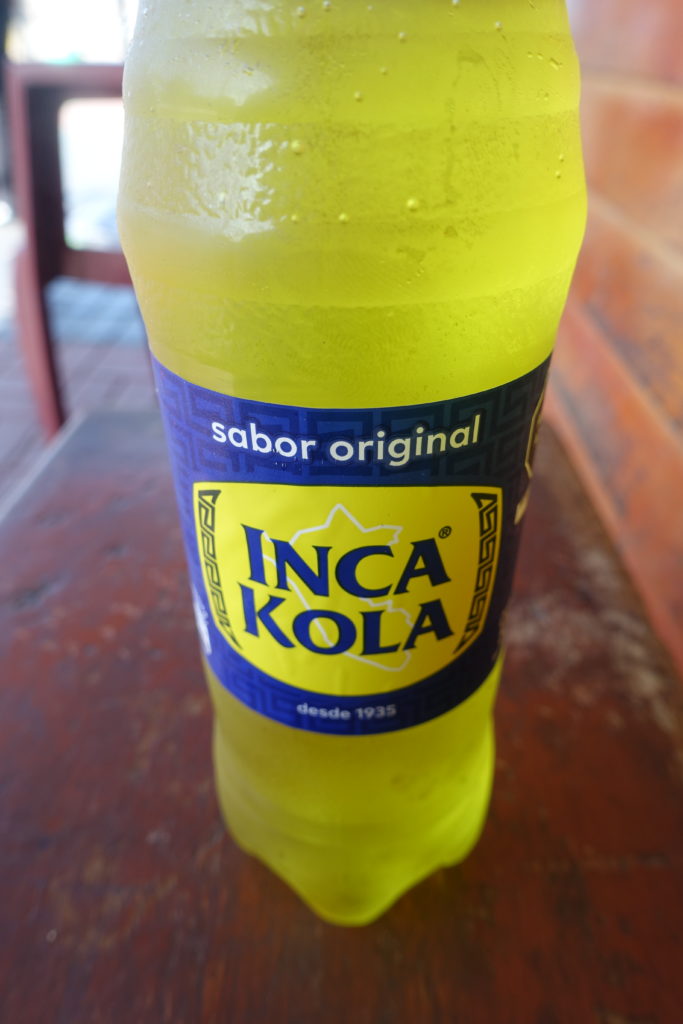 sabor original
INCA®
KOLA
desde 1935